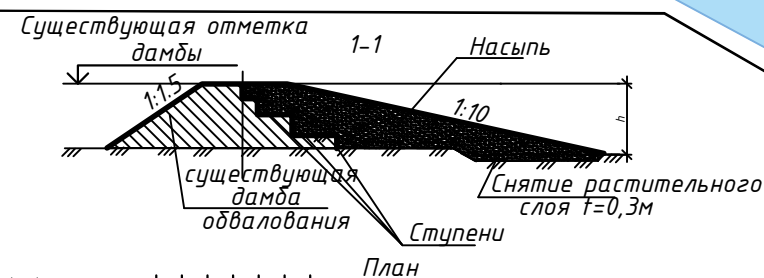 Существующая отметка
дамбы
1-1
Насыпь
1:1.5
1:10
h
существующая
дамба
обвалования
Снятие растительного
слоя t=0,3м
Ступени
План